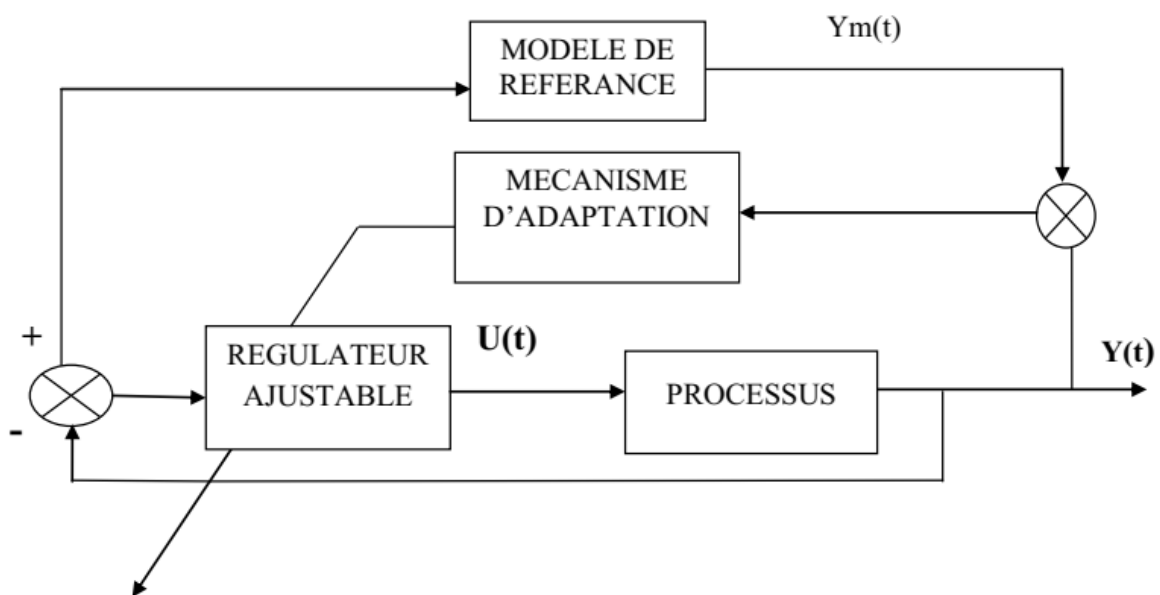 Ym(t)
MODELE DE
REFERANCE
MECANISME
D'ADAPTATION
+
REGULATEUR
AJUSTABLE
U(t)
PROCESSUS
Y(t)
-